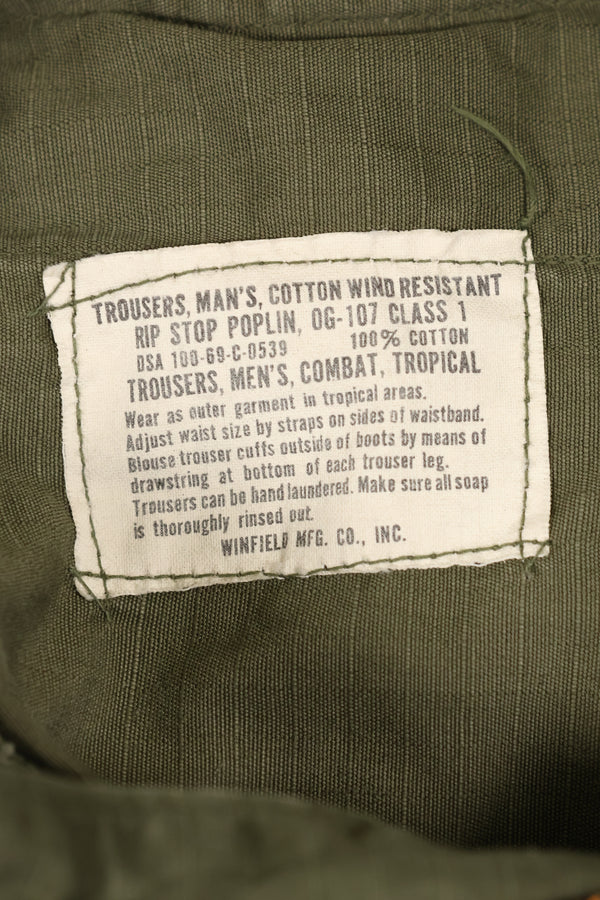 TROUSERS, MAN'S, COTTON WIND RESISTANT
RIP STOP POPLIN, OG-107 CLASS 1
DSA 100-69-C-0539 100% COTTON
TROUSERS, MEN'S, COMBAT, TROPICAL
Wear as outer garment in tropical areas.
Adjust waist size by straps on sides of waistband.
Blouse trouser cuffs outside of boots by means of
drawstring at bottom of each trouser leg.
Trousers can be hand laundered. Make sure all soap
is thoroughly rinsed out.
WINFIELD MFG. CO., INC.